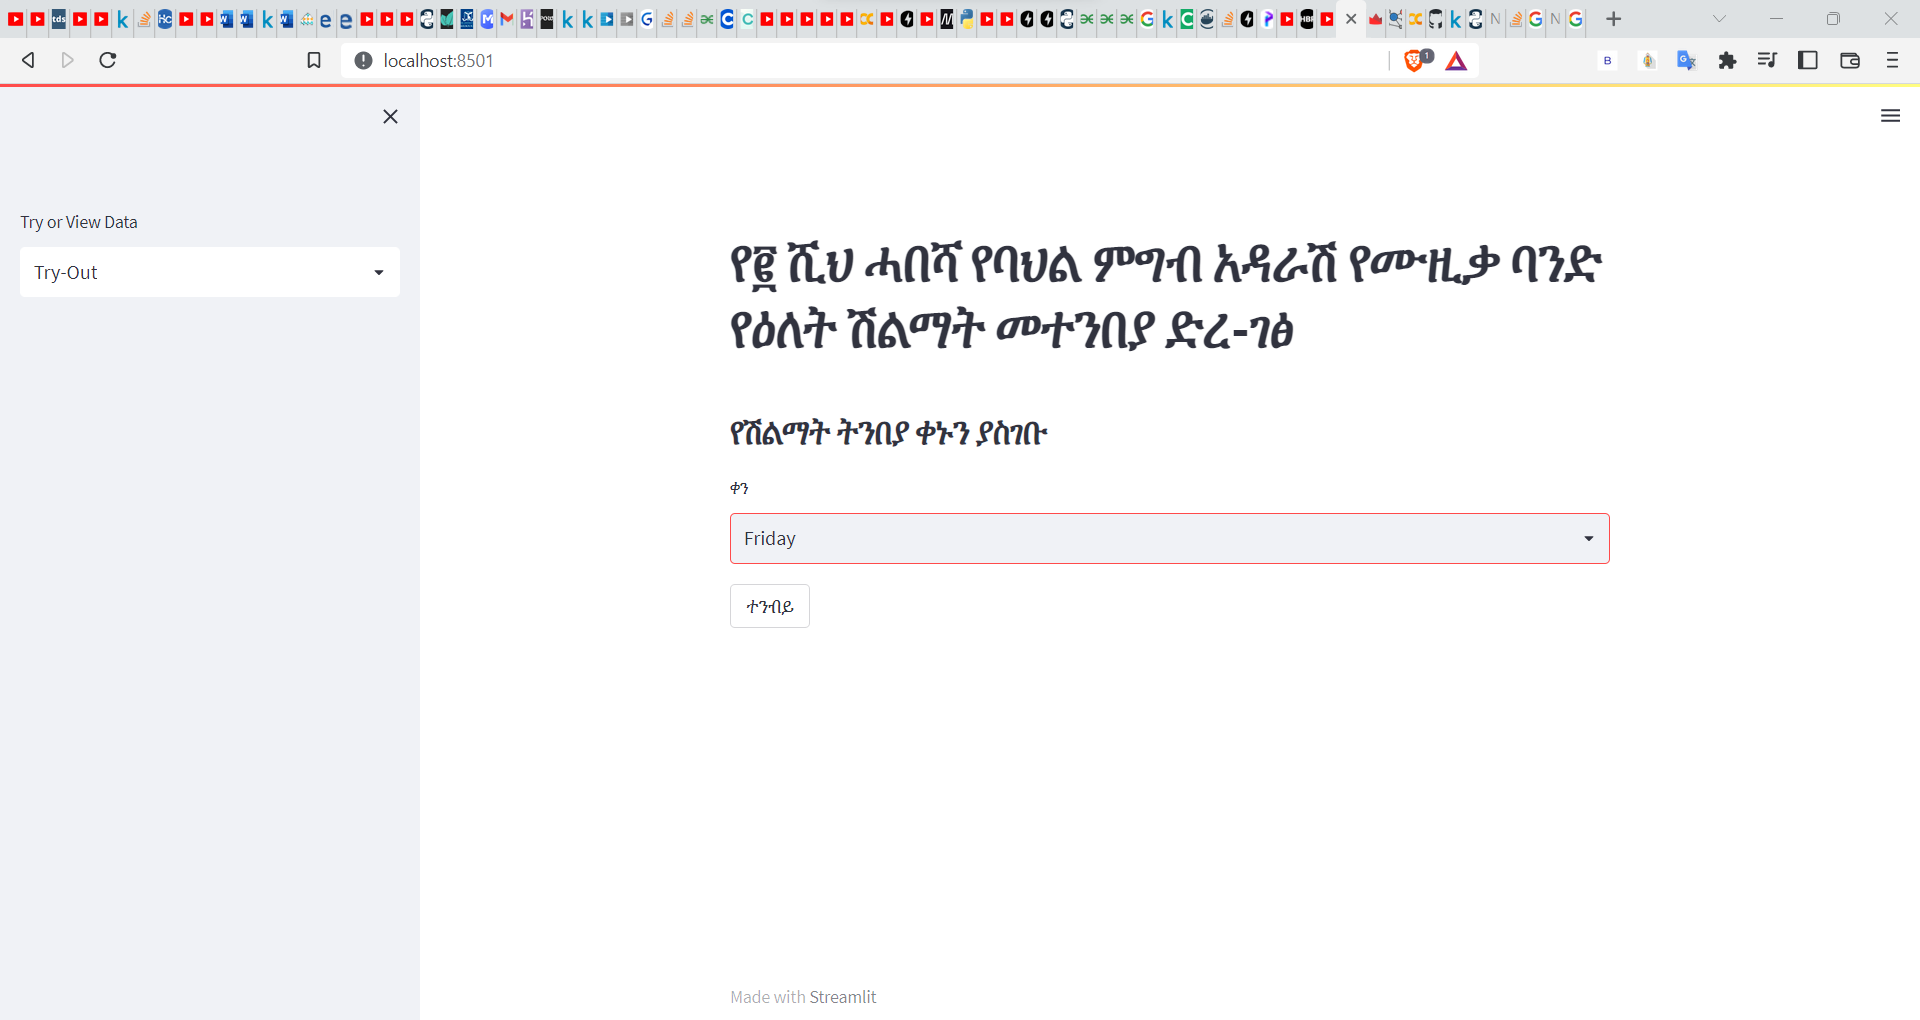 localhost:8501
Try or View Data
Try-Out
የ፪ ሺህ ሓበሻ የባህል ምግብ አዳራሽ የሙዚቃ ባንድ
የዕለት ሽልማት መተንበያ ድረ-ገፅ
የሽልማት ትንበያ ቀኑን ያስገቡ
ቀን
Friday
ተንብይ
Made with Streamlit